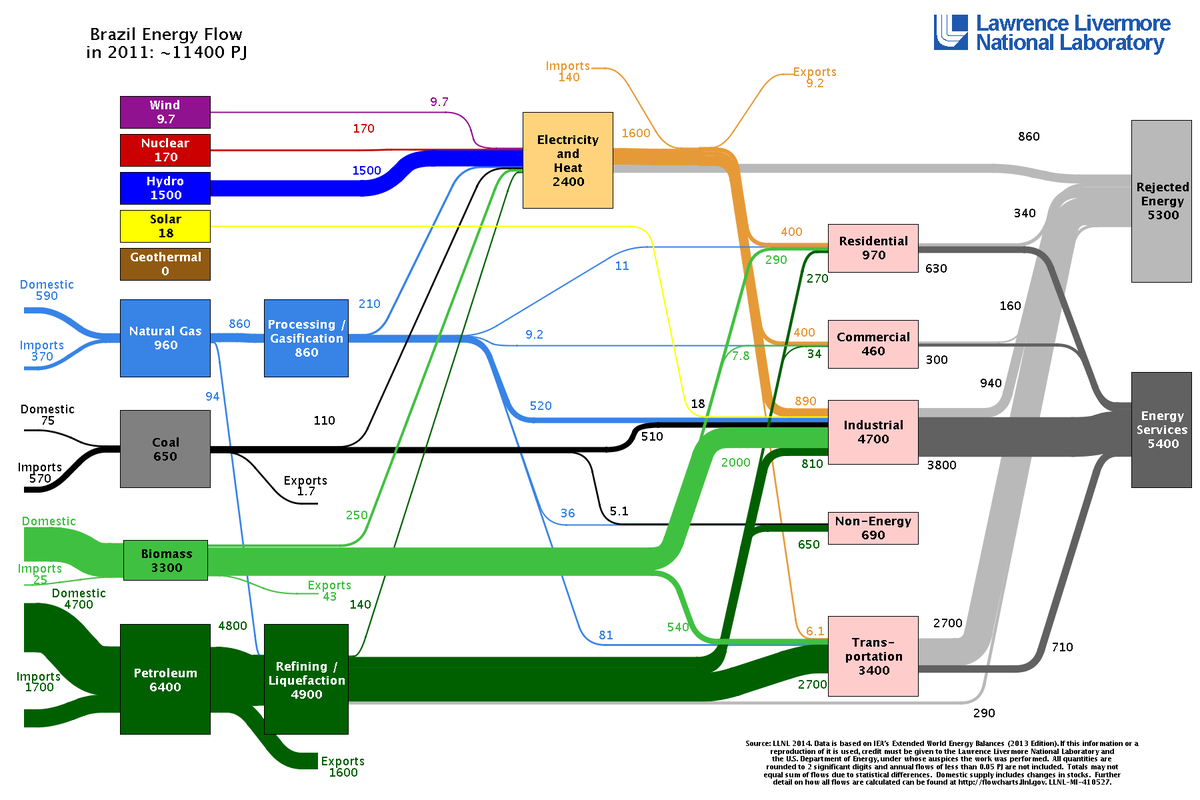 Brazil Energy Flow
in 2011: ~11400 PJ
Lawrence Livermore
National Laboratory
Imports
140
Exports
9.2
Wind
9.7
9.7
Nuclear
170
170
Hydro
1500
1500
Solar
18
Geothermal
0
Electricity
and
Heat
2400
1600
860
Rejected
Energy
5300
340
400
Residential
970
630
290
270
11
Domestic
590
Imports
370
Natural Gas
960
860
Processing /
Gasification
860
210
9.2
94
160
400
Commercial
460
300
7.8
34
940
Domestic
75
Imports
570
Coal
650
110
Exports
1.7
520
510
18
890
Industrial
4700
3800
2000
810
Energy
Services
5400
250
36
5.1
Non-Energy
690
650
Domestic
Imports
25
Biomass
3300
Exports
43
140
540
81
6.1
Domestic
4700
Imports
1700
Petroleum
6400
4800
Refining /
Liquefaction
4900
Exports
1600
Trans-
portation
3400
2700
2700
710
290
Source: LLNL 2014. Data is based on IEA's Extended World Energy Balances (2013 Edition). If this information or a
reproduction of it is used, credit must be given to the Lawrence Livermore National Laboratory and
the U.S. Department of Energy, under whose auspices the work was performed. All quantities are
rounded to 2 significant digits and annual flows of less than 0.05 PJ are not included. Totals may not
equal sum of flows due to statistical differences. Domestic supply includes changes in stocks. Further
detail on how all flows are calculated can be found at http://flowcharts.llnl.gov. LLNL-MI-410527.